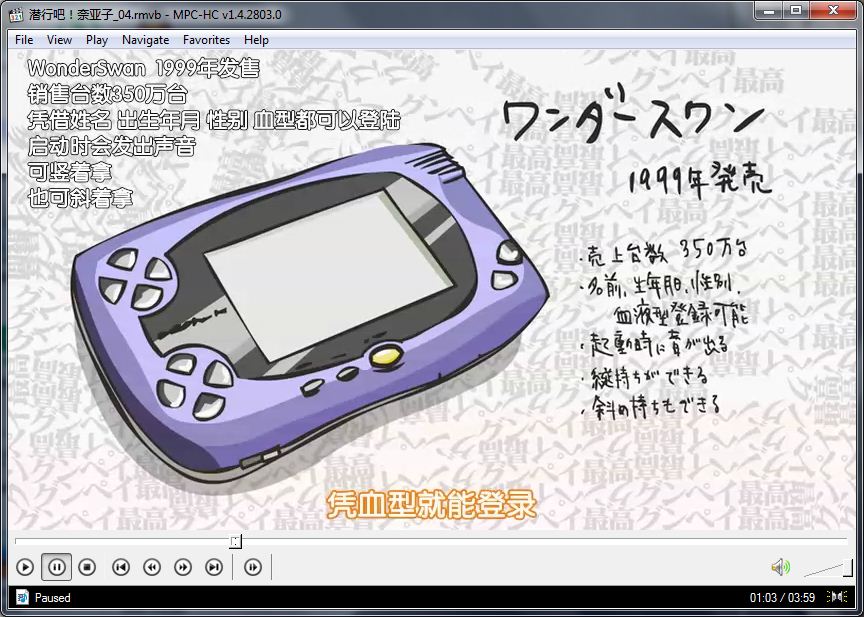 潜行吧！奈亚子_04.rmvb - MPC-HC v1.4.2803.0
File View Play Navigate Favorites Help
WonderSwan 1999年发售
销售台数350万台
凭借姓名 出生年月 性别 血型都可以登陆
启动时会发出声音
可竖着拿
也可斜着拿
ワンダースワン
1999年発売
・売上台数 350万台
・名前、生年月日、性別、
血液型登録可能
・起動時に音が出る
・縦持ちができる
・斜め持ちもできる
グンペイ最高
凭血型就能登录
Paused
01:03 / 03:59